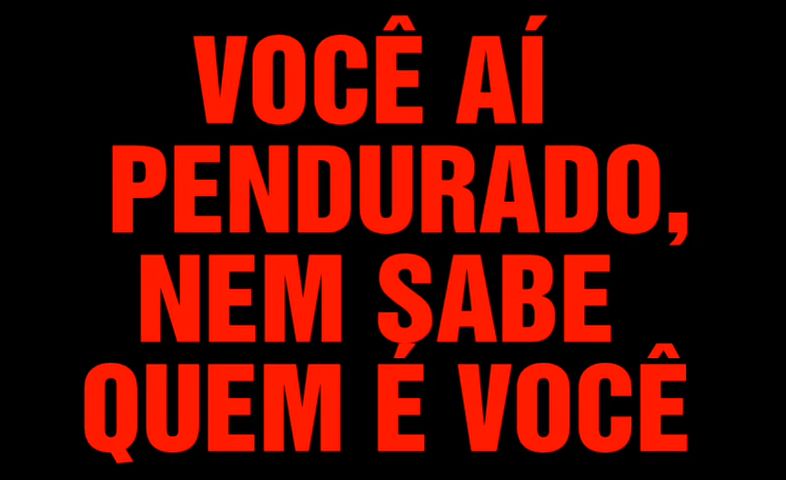 VOCÊ AÍ
PENDURADO,
NEM SABE
QUEM É VOCÊ